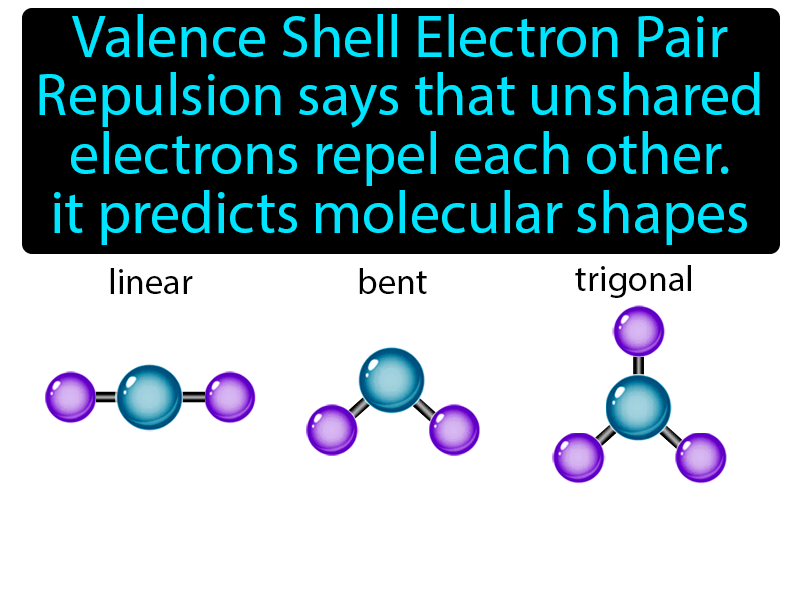 Valence Shell Electron Pair
Repulsion says that unshared
electrons repel each other.
it predicts molecular shapes
linear
bent
trigonal